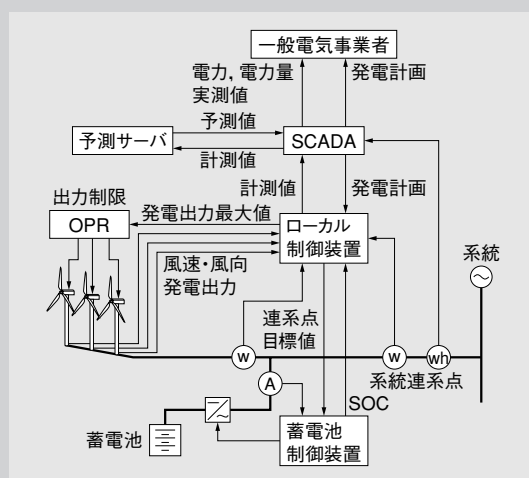 一般電気事業者
電力，電力量
実測値
発電計画
予測値
予測サーバ
SCADA
計測値
計測値
発電計画
出力制限
OPR
発電出力最大値
ローカル
制御装置
風速・風向
発電出力
系統
連系点
目標値
w
w
wh
系統連系点
A
SOC
蓄電池
蓄電池
制御装置